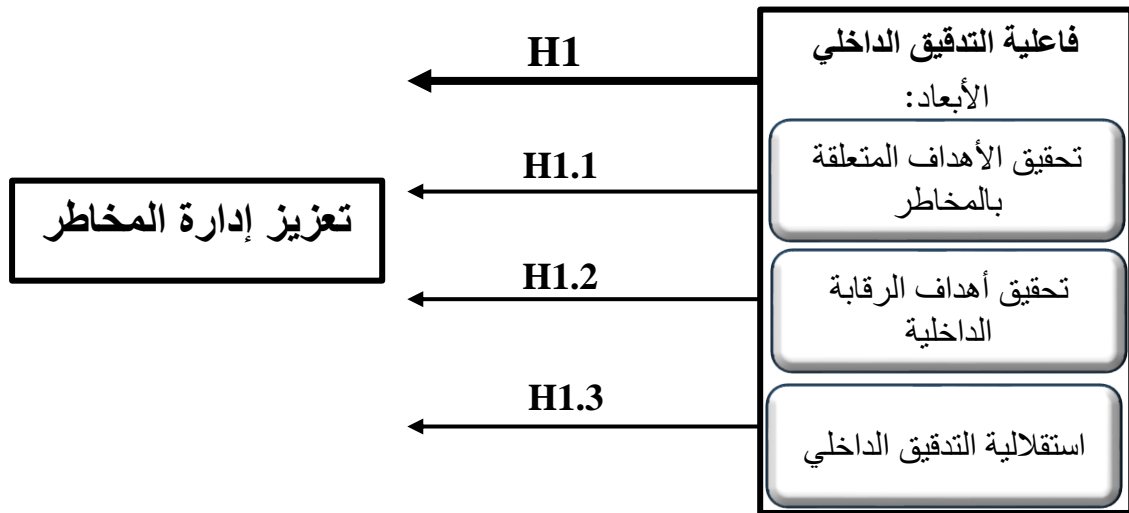 فاعلية التدقيق الداخلي
الأبعاد:
تحقيق الأهداف المتعلقة
بالمخاطر
تحقيق أهداف الرقابة
الداخلية
استقلالية التدقيق الداخلي
H1
H1.1
H1.2
H1.3
تعزيز إدارة المخاطر